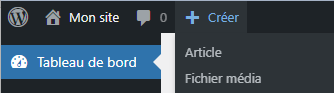 Mon site 0 + Créer
Tableau de bord
Article
Fichier média